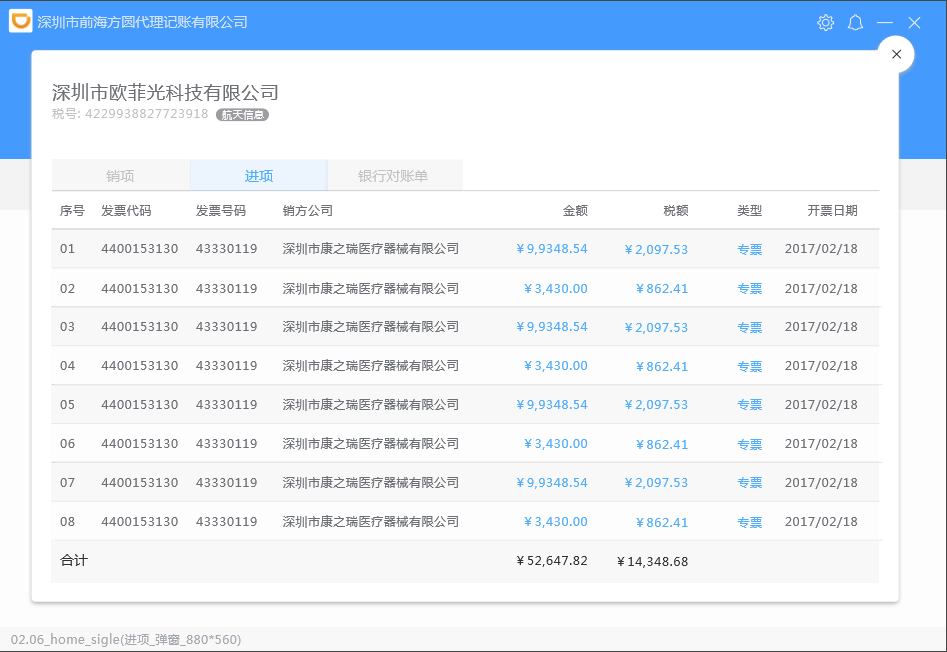 深圳市前海方圆代理记账有限公司
深圳市欧菲光科技有限公司
税号: 4229938827723918 航天信息
销项 进项 银行对账单
序号 发票代码 发票号码 销方公司 金额 税额 类型 开票日期
01 4400153130 43330119 深圳市康之瑞医疗器械有限公司 ¥9,9348.54 ¥2,097.53 专票 2017/02/18
02 4400153130 43330119 深圳市康之瑞医疗器械有限公司 ¥3,430.00 ¥862.41 专票 2017/02/18
03 4400153130 43330119 深圳市康之瑞医疗器械有限公司 ¥9,9348.54 ¥2,097.53 专票 2017/02/18
04 4400153130 43330119 深圳市康之瑞医疗器械有限公司 ¥3,430.00 ¥862.41 专票 2017/02/18
05 4400153130 43330119 深圳市康之瑞医疗器械有限公司 ¥9,9348.54 ¥2,097.53 专票 2017/02/18
06 4400153130 43330119 深圳市康之瑞医疗器械有限公司 ¥3,430.00 ¥862.41 专票 2017/02/18
07 4400153130 43330119 深圳市康之瑞医疗器械有限公司 ¥9,9348.54 ¥2,097.53 专票 2017/02/18
08 4400153130 43330119 深圳市康之瑞医疗器械有限公司 ¥3,430.00 ¥862.41 专票 2017/02/18
合计 ¥52,647.82 ¥14,348.68
02.06_home_sigle(进项_弹窗_880*560)